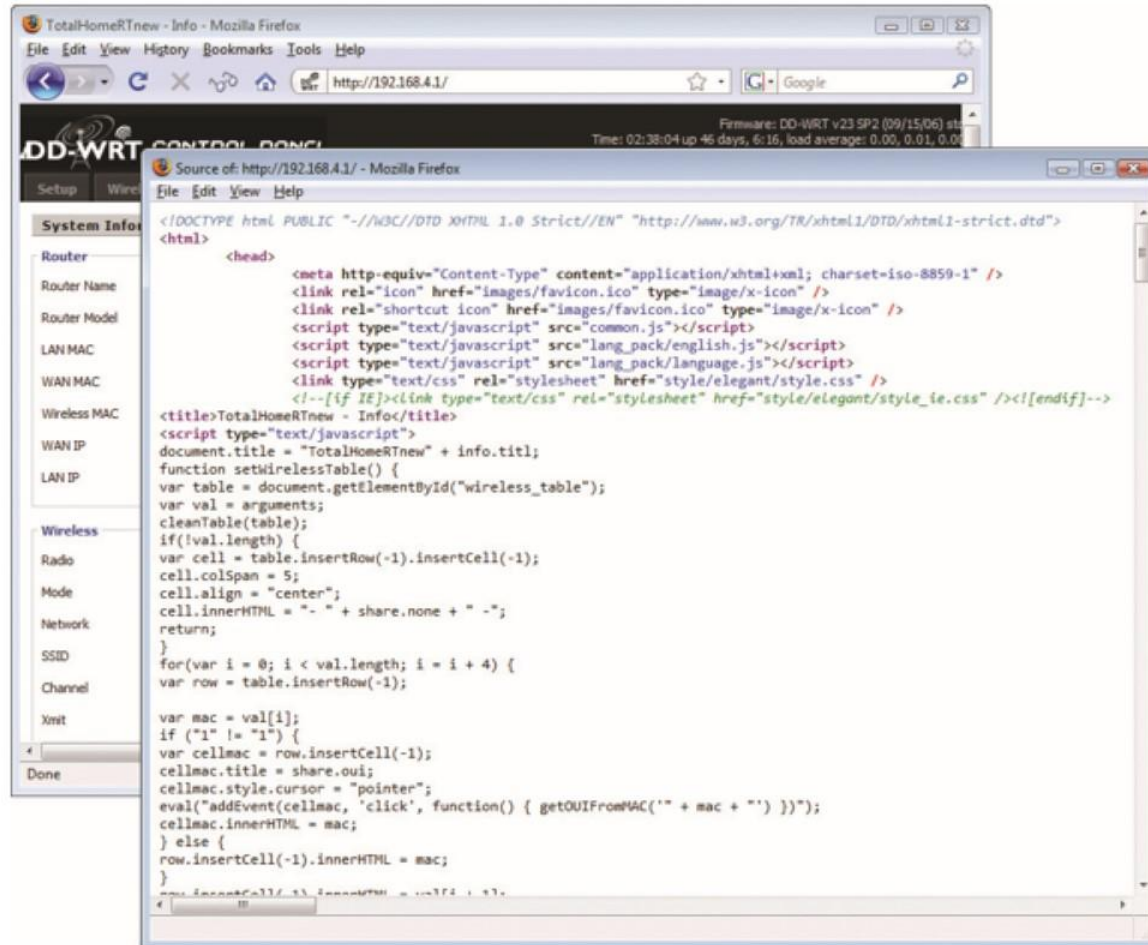 TotalHomeRTnew - Info - Mozilla Firefox
File Edit View History Bookmarks Tools Help
http://192.168.4.1/
Google
Firmware: DD-WRT v23 SP2 (09/15/06)
Time: 02:38:04 up 46 days, 6:16, load average: 0.00, 0.01,
DD-WRT CONTROL PANEL
Setup
System
Router
Router Name
Router Model
LAN MAC
WAN MAC
Wireless MAC
WAN IP
LAN IP
Wireless
Radio
Mode
Network
SSID
Channel
Xmit
Done
Source of: http://192.168.4.1/ - Mozilla Firefox
File Edit View Help
<!DOCTYPE html PUBLIC "-//W3C//DTD XHTML 1.0 Strict//EN" "http://www.w3.org/TR/xhtml1/DTD/xhtml1-strict.dtd">
<html>
<head>
<meta http-equiv="Content-Type" content="application/xhtml+xml; charset=iso-8859-1" />
<link rel="icon" href="images/favicon.ico" type="image/x-icon" />
<link rel="shortcut icon" href="images/favicon.ico" type="image/x-icon" />
<script type="text/javascript" src="common.js"></script>
<script type="text/javascript" src="lang_pack/english.js"></script>
<script type="text/javascript" src="lang_pack/language.js"></script>
<link type="text/css" rel="stylesheet" href="style/elegant/style.css" />
<!--[if IE]><link type="text/css" rel="stylesheet" href="style/elegant/style_ie.css" /><![endif]-->
<title>TotalHomeRTnew - Info</title>
<script type="text/javascript">
document.title = "TotalHomeRTnew" + info.titl;
function setWirelessTable() {
var table = document.getElementById("wireless_table");
var val = arguments;
cleanTable(table);
if(!val.length) {
var cell = table.insertRow(-1).insertCell(-1);
cell.colSpan = 5;
cell.align = "center";
cell.innerHTML = "- " + share.none + " -";
return;
}
for(var i = 0; i < val.length; i = i + 4) {
var row = table.insertRow(-1);
var mac = val[i];
if ("1" != "1") {
var cellmac = row.insertCell(-1);
cellmac.title = share.oui;
cellmac.style.cursor = "pointer";
eval("addEvent(cellmac, 'click', function() { getOUIFromMAC('" + mac + "') })");
cellmac.innerHTML = mac;
} else {
row.insertCell(-1).innerHTML = mac;
}
row.insertCell(-1).innerHTML = val[i + 1];